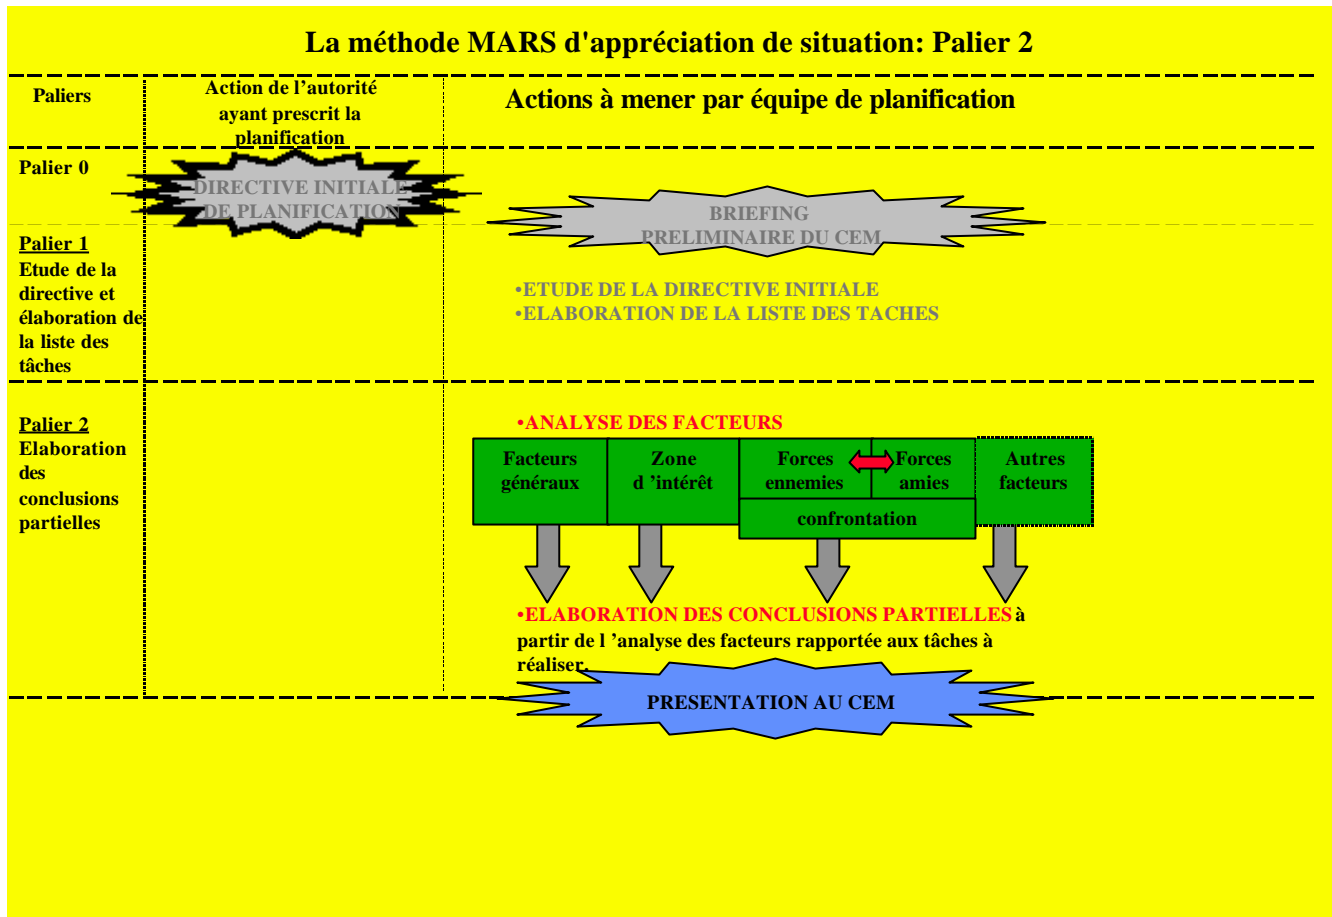 La méthode MARS d'appréciation de situation: Palier 2
Paliers
Action de l’autorité
ayant prescrit la
planification
Actions à mener par équipe de planification
Palier 0
DIRECTIVE INITIALE
DE PLANIFICATION
BRIEFING
PRELIMINAIRE DU CEM
Palier 1
Etude de la
directive et
élaboration de
la liste des
tâches
•ETUDE DE LA DIRECTIVE INITIALE
•ELABORATION DE LA LISTE DES TACHES
Palier 2
Elaboration
des
conclusions
partielles
•ANALYSE DES FACTEURS
Facteurs
généraux
Zone
d ’intérêt
Forces
ennemies
Forces
amies
confrontation
Autres
facteurs
•ELABORATION DES CONCLUSIONS PARTIELLES à
partir de l ’analyse des facteurs rapportée aux tâches à
réaliser.
PRESENTATION AU CEM